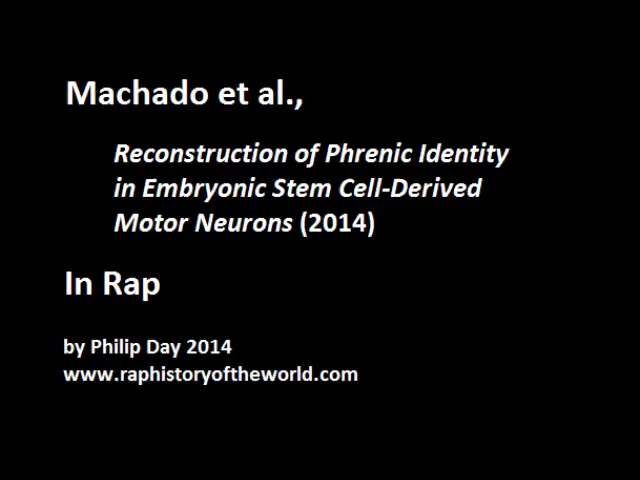 Machado et al.,
Reconstruction of Phrenic Identity
in Embryonic Stem Cell-Derived
Motor Neurons (2014)
In Rap
by Philip Day 2014
www.raphistoryoftheworld.com